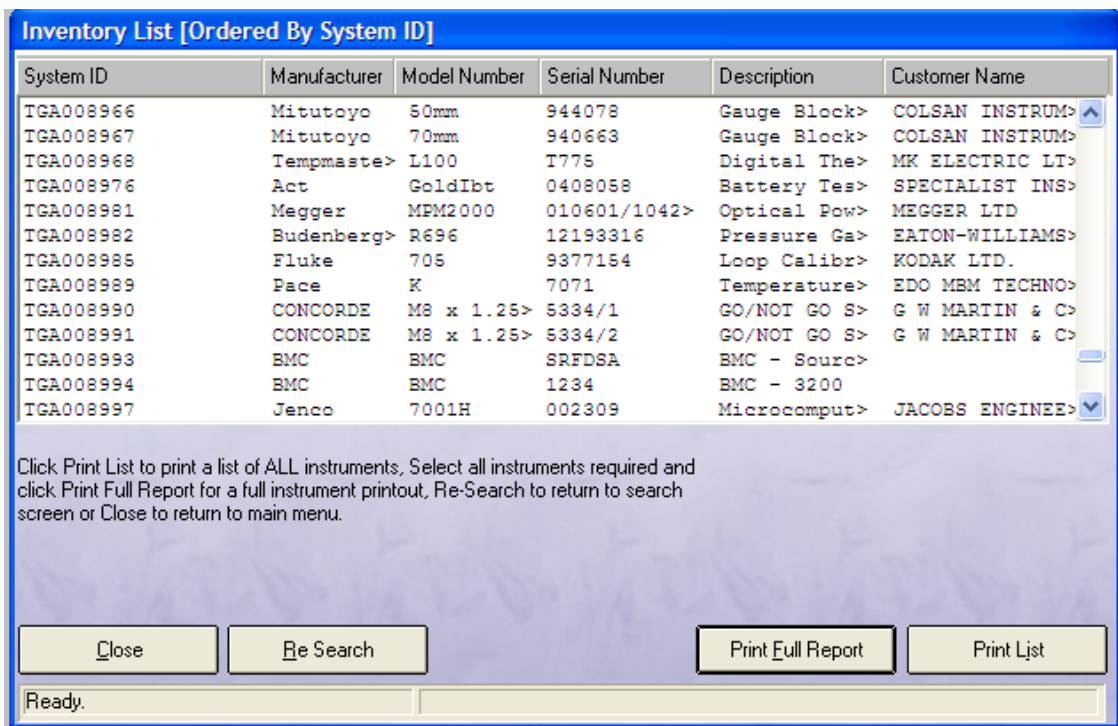 Inventory List [Ordered By System ID]
System ID Manufacturer Model Number Serial Number Description Customer Name
TGA008966 Mitutoyo 50mm 944078 Gauge Block> COLSAN INSTRUM>
TGA008967 Mitutoyo 70mm 940663 Gauge Block> COLSAN INSTRUM>
TGA008968 Tempmaste> L100 T775 Digital The> MK ELECTRIC LT>
TGA008976 Act GoldIbt 0408058 Battery Tes> SPECIALIST INS>
TGA008981 Megger MPM2000 010601/1042> Optical Pow> MEGGER LTD
TGA008982 Budenberg> R696 12193316 Pressure Ga> EATON-WILLIAMS>
TGA008985 Fluke 705 9377154 Loop Calibr> KODAK LTD.
TGA008989 Pace K 7071 Temperature> EDO MBM TECHNO>
TGA008990 CONCORDE M8 x 1.25> 5334/1 GO/NOT GO S> G W MARTIN & C>
TGA008991 CONCORDE M8 x 1.25> 5334/2 GO/NOT GO S> G W MARTIN & C>
TGA008993 BMC BMC SRFDSA BMC - Sourc>
TGA008994 BMC BMC 1234 BMC - 3200
TGA008997 Jenco 7001H 002309 Microcomput> JACOBS ENGINEE>
Click Print List to print a list of ALL instruments, Select all instruments required and
click Print Full Report for a full instrument printout, Re-Search to return to search
screen or Close to return to main menu.
Close Re Search Print Full Report Print List
Ready.